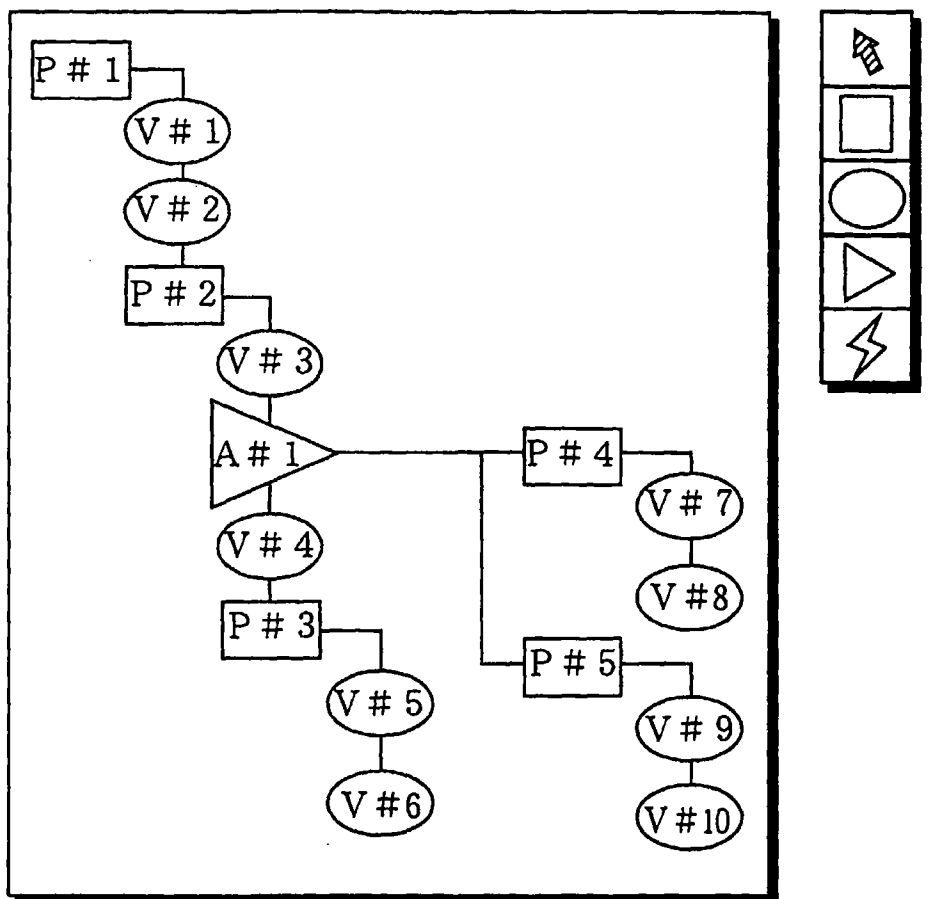 P # 1
V # 1
V # 2
P # 2
V # 3
A # 1
V # 4
P # 3
V # 5
V #6
P # 4
V # 7
V #8
P # 5
V # 9
V #10